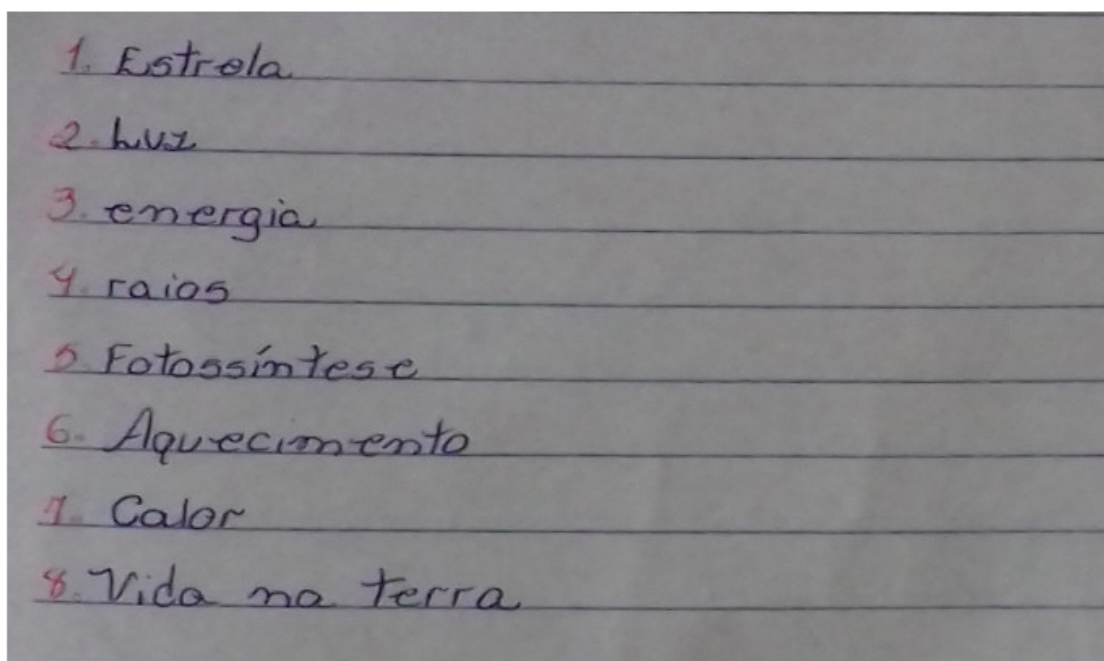 1. Estrela
2. Luz
3. energia
4. raios
5. Fotossíntese
6. Aquecimento
7. Calor
8. Vida na terra